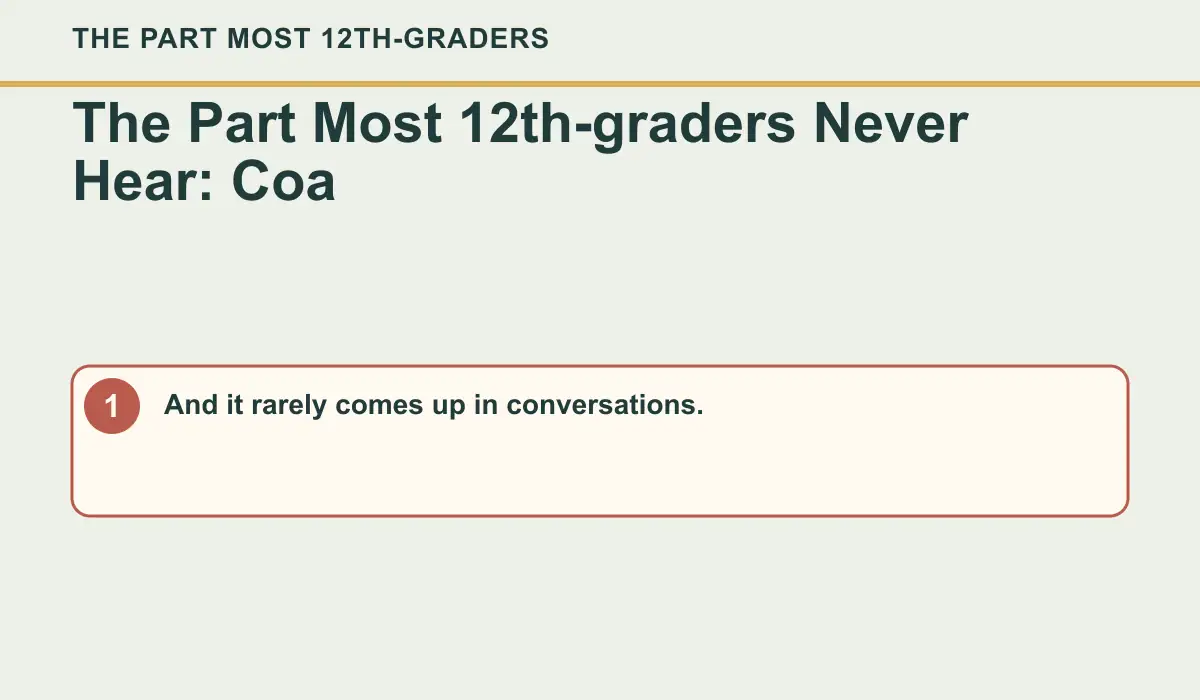 THE PART MOST 12TH-GRADERS
The Part Most 12th-graders Never
Hear: Coa
1
And it rarely comes up in conversations.